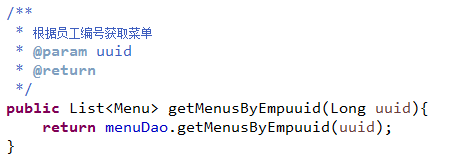 /**
 * 根据员工编号获取菜单
 * @param uuid
 * @return
 */
public List<Menu> getMenusByEmpuuid(Long uuid){
    return menuDao.getMenusByEmpuuid(uuid);
}